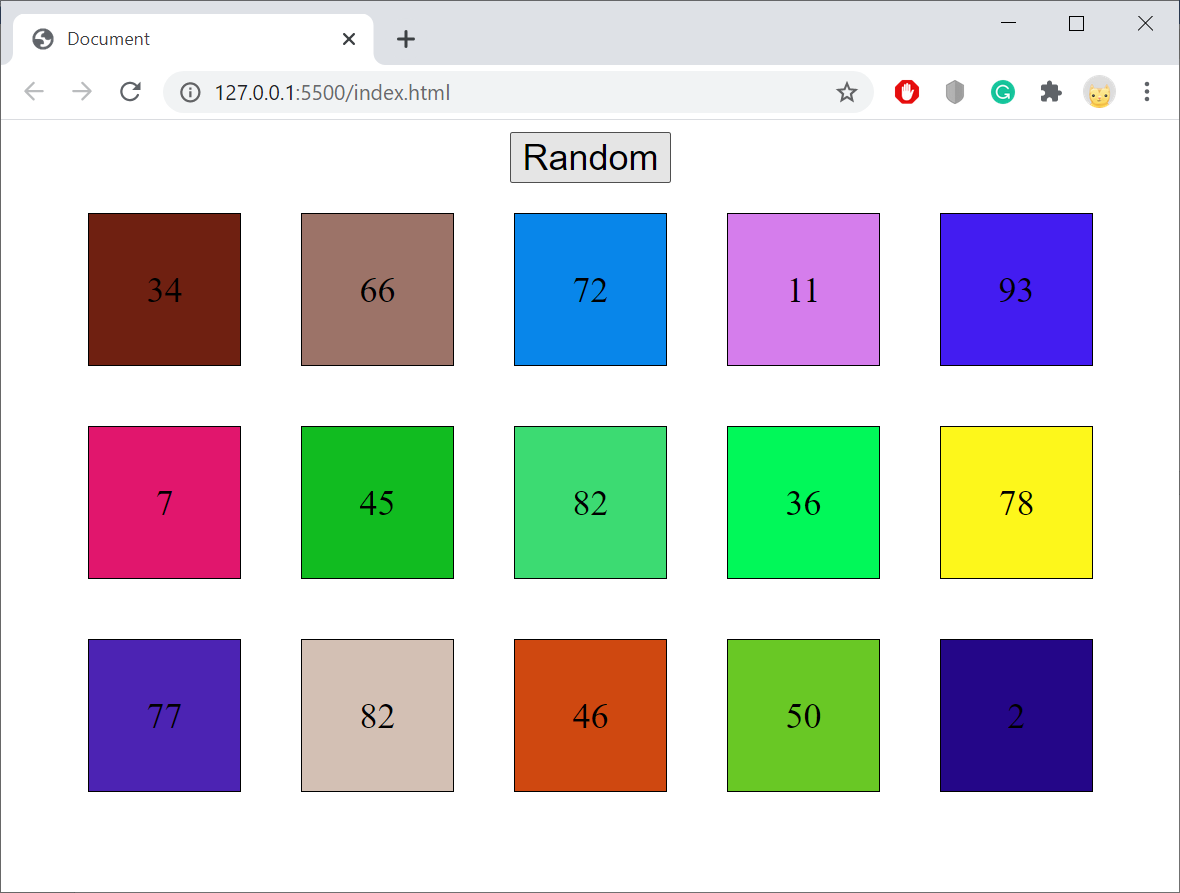 Document
127.0.0.1:5500/index.html
Random
34 66 72 11 93
7 45 82 36 78
77 82 46 50 2